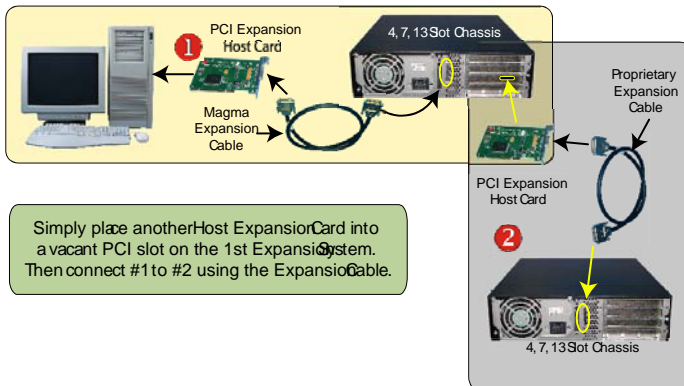 PCI Expansion
Host Card
1
4, 7, 13 Slot Chassis
Magma
Expansion
Cable
Proprietary
Expansion
Cable
PCI Expansion
Host Card
2
4, 7, 13 Slot Chassis
Simply place another Host Expansion Card into
a vacant PCI slot on the 1st Expansion System.
Then connect #1 to #2 using the Expansion Cable.